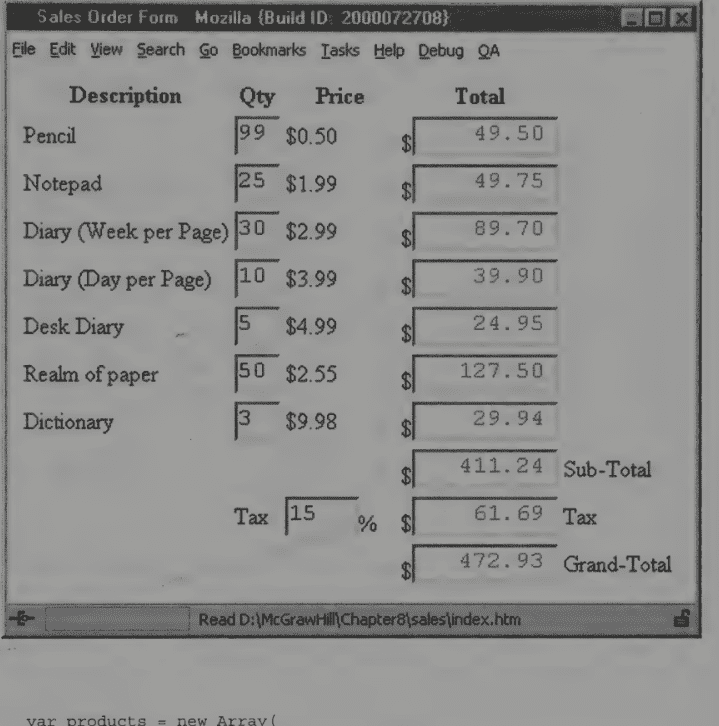 Sales Order Form Mozilla {Build ID: 2000072708}
File Edit View Search Go Bookmarks Tasks Help Debug QA
Description Qty Price Total
Pencil 99 $0.50 $ 49.50
Notepad 25 $1.99 $ 49.75
Diary (Week per Page) 30 $2.99 $ 89.70
Diary (Day per Page) 10 $3.99 $ 39.90
Desk Diary 5 $4.99 $ 24.95
Realm of paper 50 $2.55 $ 127.50
Dictionary 3 $9.98 $ 29.94
$ 411.24 Sub-Total
Tax 15 % $ 61.69 Tax
$ 472.93 Grand-Total
Read D:\McGrawHill\Chapter8\sales\index.htm
var products = new Array(